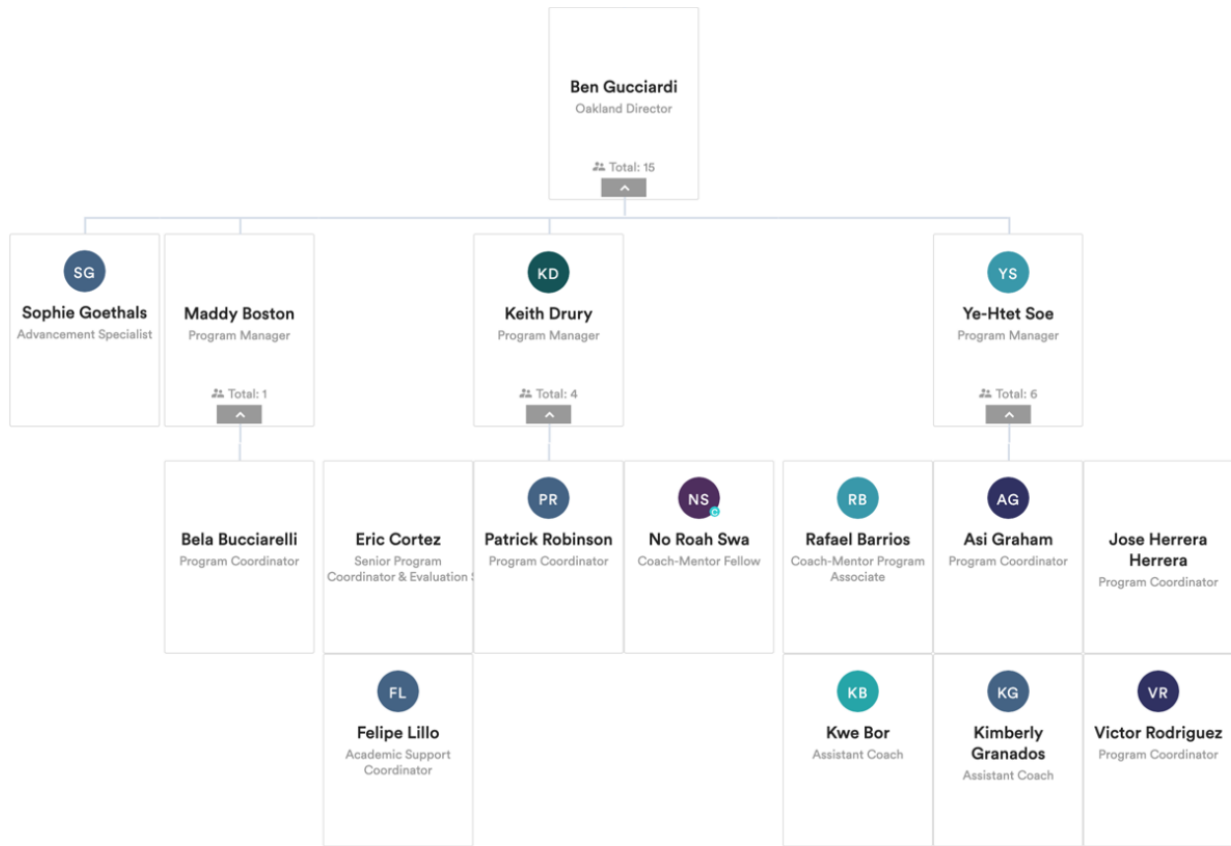 Ben Gucciardi
Oakland Director
Total: 15
SG
Sophie Goethals
Advancement Specialist
Maddy Boston
Program Manager
Total: 1
KD
Keith Drury
Program Manager
Total: 4
YS
Ye-Htet Soe
Program Manager
Total: 6
Bela Bucciarelli
Program Coordinator
Eric Cortez
Senior Program
Coordinator & Evaluation S
PR
Patrick Robinson
Program Coordinator
NS
C
No Roah Swa
Coach-Mentor Fellow
RB
Rafael Barrios
Coach-Mentor Program
Associate
AG
Asi Graham
Program Coordinator
Jose Herrera
Herrera
Program Coordinator
FL
Felipe Lillo
Academic Support
Coordinator
KB
Kwe Bor
Assistant Coach
KG
Kimberly
Granados
Assistant Coach
VR
Victor Rodriguez
Program Coordinator